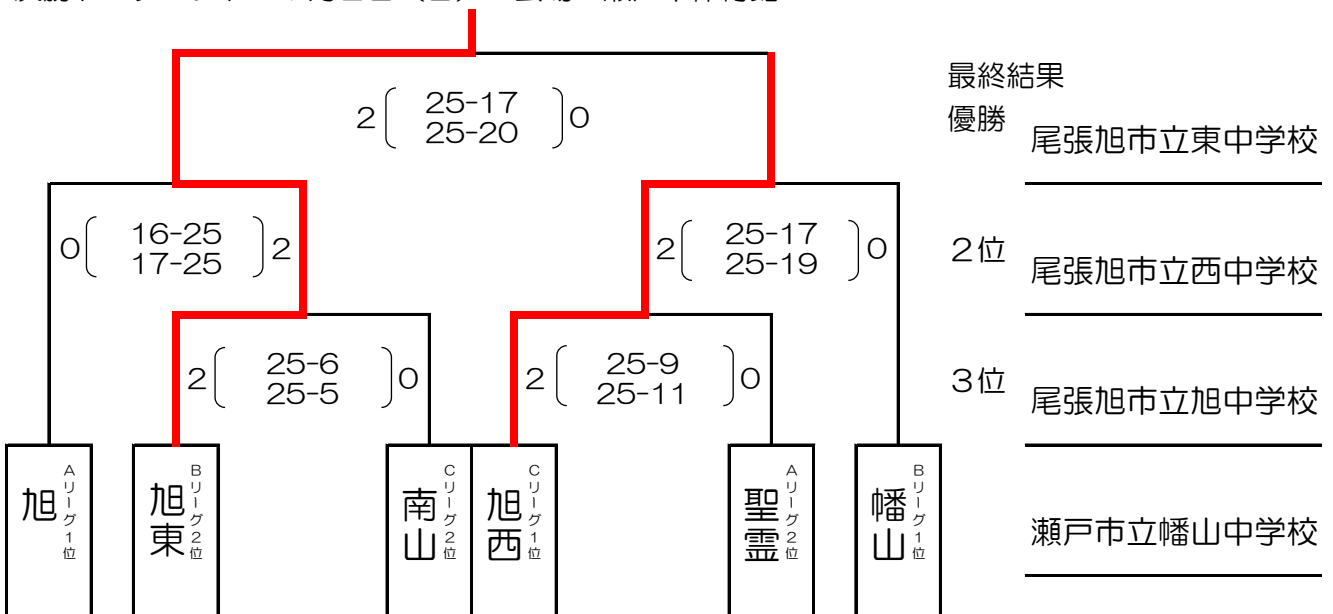 最終結果
優勝
尾張旭市立東中学校
2 25-17 0
25-20
0 16-25 2
17-25
2 25-17 0
25-19
2位
尾張旭市立西中学校
2 25-6 0
25-5
2 25-9 0
25-11
3位
尾張旭市立旭中学校
瀬戸市立幡山中学校
旭
Aリーグ1位
旭東
Bリーグ2位
南山
Cリーグ2位
旭西
Cリーグ1位
聖霊
Aリーグ2位
幡山
Bリーグ1位